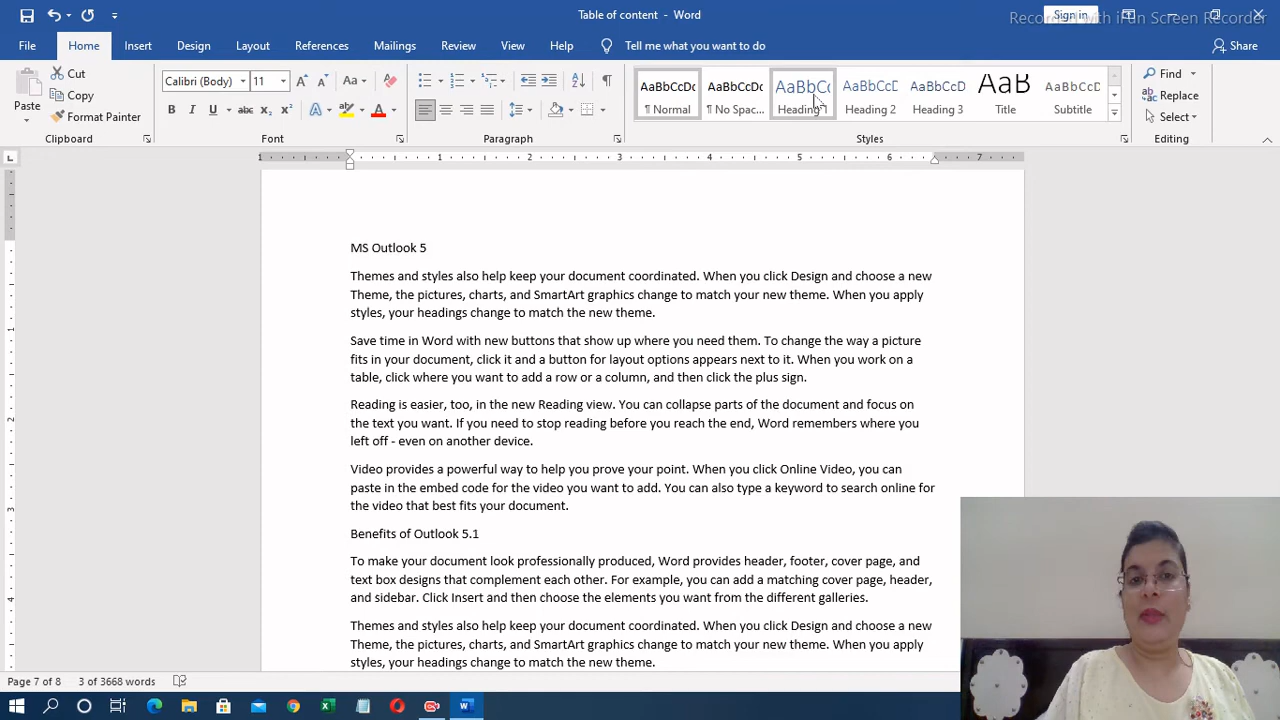 Table of content - Word
Sign in
Recorded with iFun Screen Recorder
File Home Insert Design Layout References Mailings Review View Help Tell me what you want to do Share
Paste
Cut
Copy
Format Painter
Clipboard
Calibri (Body) 11
Font
Paragraph
AaBbCcDc AaBbCcDc AaBbC AaBbCcD AaBbCcD AaB AaBbCcD
¶ Normal ¶ No Spac... Heading 1 Heading 2 Heading 3 Title Subtitle
Styles
Find
Replace
Select
Editing
1 1 2 3 4 5 6 7
MS Outlook 5
Themes and styles also help keep your document coordinated. When you click Design and choose a new
Theme, the pictures, charts, and SmartArt graphics change to match your new theme. When you apply
styles, your headings change to match the new theme.
Save time in Word with new buttons that show up where you need them. To change the way a picture
fits in your document, click it and a button for layout options appears next to it. When you work on a
table, click where you want to add a row or a column, and then click the plus sign.
Reading is easier, too, in the new Reading view. You can collapse parts of the document and focus on
the text you want. If you need to stop reading before you reach the end, Word remembers where you
left off - even on another device.
Video provides a powerful way to help you prove your point. When you click Online Video, you can
paste in the embed code for the video you want to add. You can also type a keyword to search online for
the video that best fits your document.
Benefits of Outlook 5.1
To make your document look professionally produced, Word provides header, footer, cover page, and
text box designs that complement each other. For example, you can add a matching cover page, header,
and sidebar. Click Insert and then choose the elements you want from the different galleries.
Themes and styles also help keep your document coordinated. When you click Design and choose a new
Theme, the pictures, charts, and SmartArt graphics change to match your new theme. When you apply
styles, your headings change to match the new theme.
Page 7 of 8 3 of 3668 words